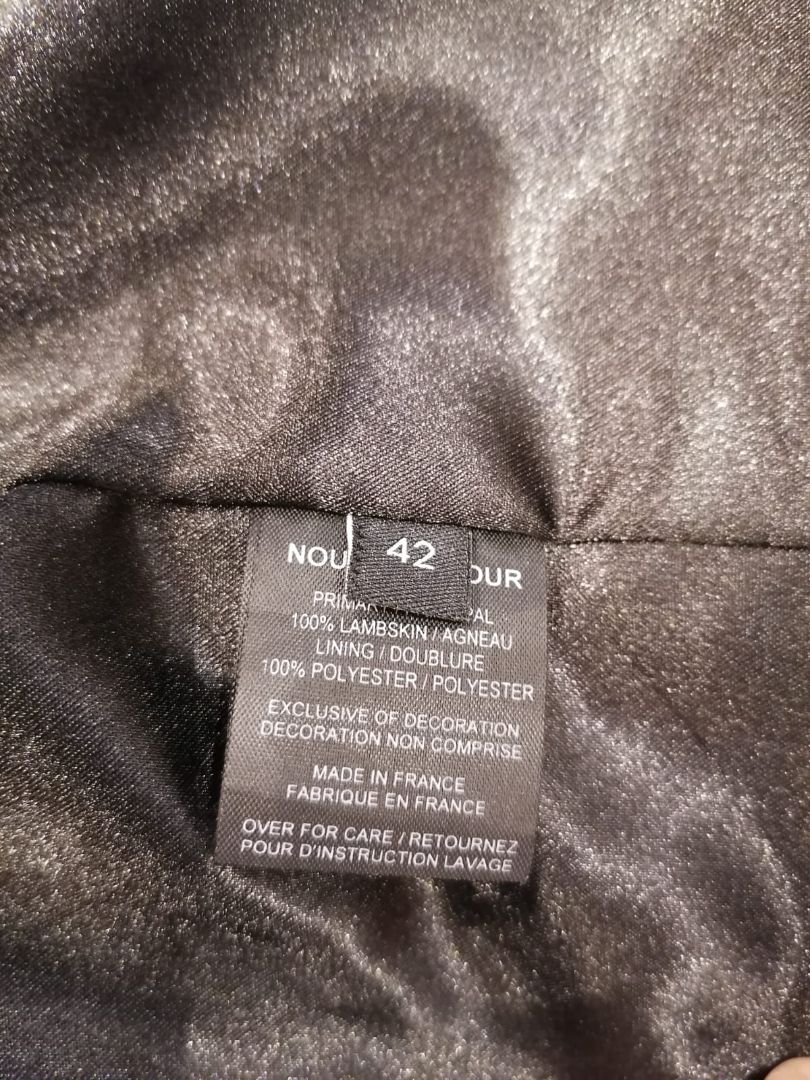 42
100% LAMBSKIN / AGNEAU
LINING / DOUBLURE
100% POLYESTER / POLYESTER
EXCLUSIVE OF DECORATION
DECORATION NON COMPRISE
MADE IN FRANCE
FABRIQUE EN FRANCE
OVER FOR CARE / RETOURNEZ
POUR D'INSTRUCTION LAVAGE